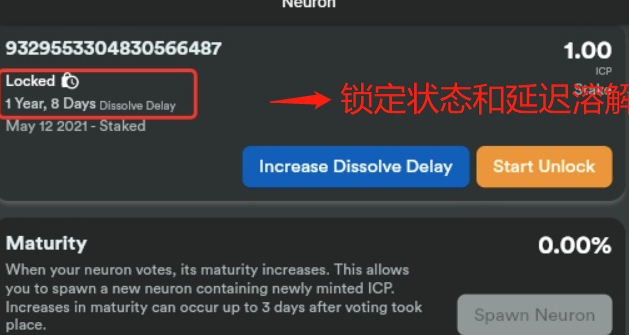 Neuron
9329553304830566487
1.00
ICP
Locked
Stake
锁定状态和延迟溶解
1 Year, 8 Days Dissolve Delay
May 12 2021 - Staked
Increase Dissolve Delay
Start Unlock
Maturity
0.00%
When your neuron votes, its maturity increases. This allows
you to spawn a new neuron containing newly minted ICP.
Increases in maturity can occur up to 3 days after voting took
place.
Spawn Neuron